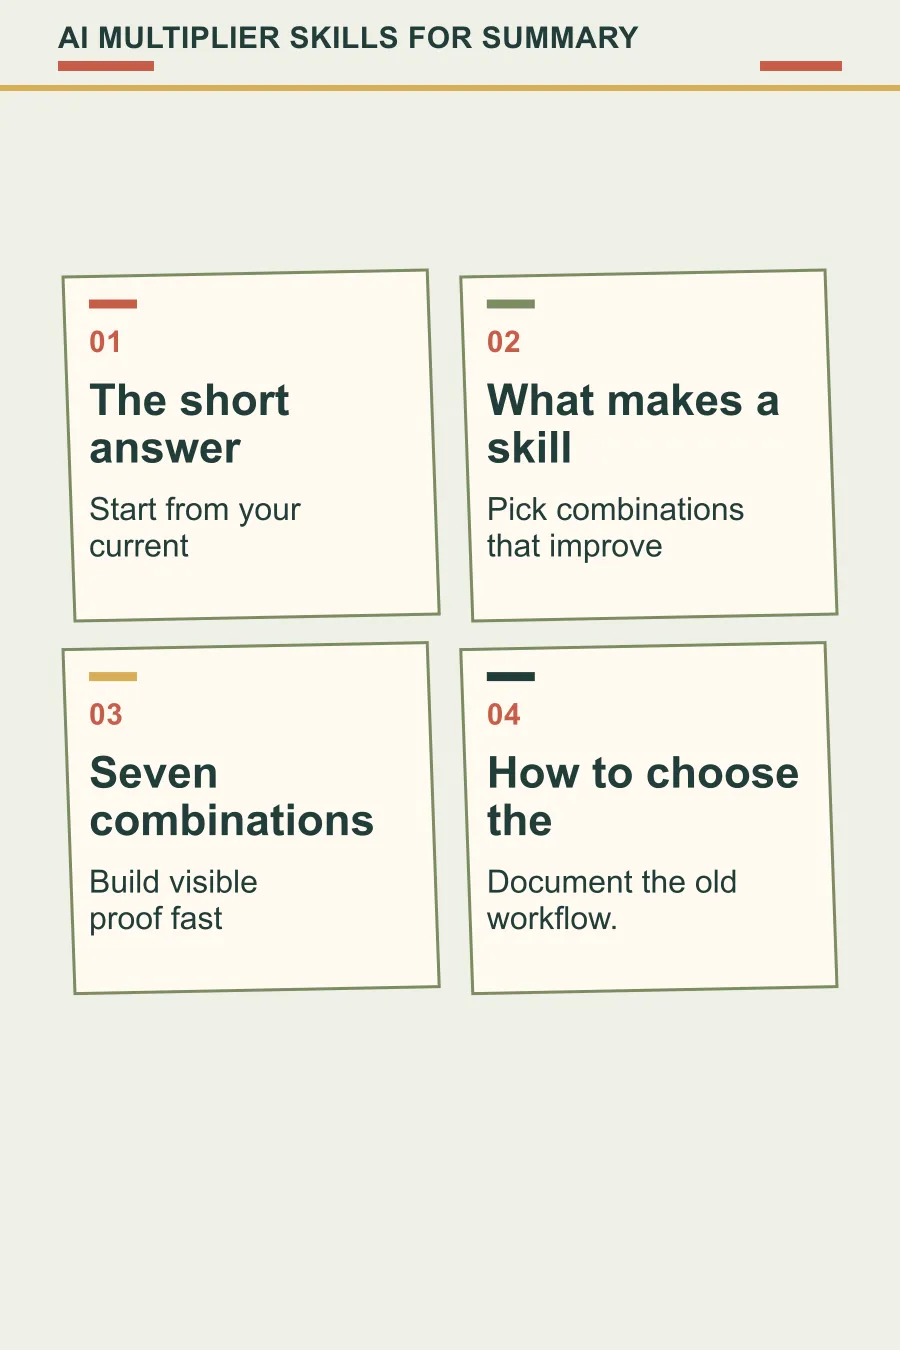 AI MULTIPLIER SKILLS FOR SUMMARY
01
The short
answer
Start from your
current
02
What makes a
skill
Pick combinations
that improve
03
Seven
combinations
Build visible
proof fast
04
How to choose
the
Document the old
workflow.